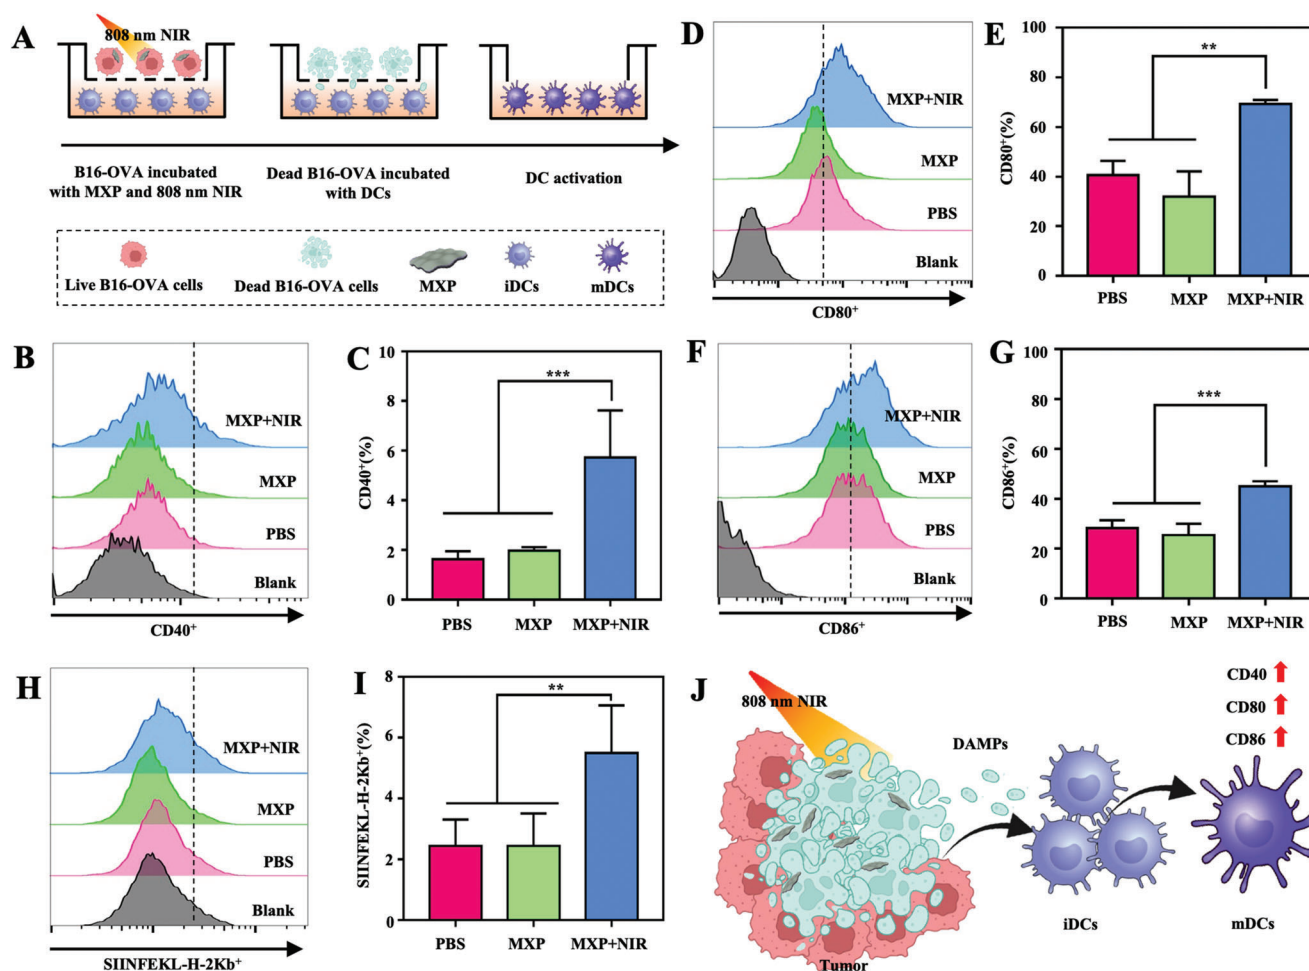 A
808 nm NIR
B16-OVA incubated
with MXP and 808 nm NIR
Dead B16-OVA incubated
with DCs
DC activation
Live B16-OVA cells
Dead B16-OVA cells
MXP
iDCs
mDCs
B
MXP+NIR
MXP
PBS
Blank
CD40+
C
CD40+(%)
10
8
6
4
2
0
***
PBS
MXP
MXP+NIR
D
MXP+NIR
MXP
PBS
Blank
CD80+
E
CD80+(%)
100
80
60
40
20
0
**
PBS
MXP
MXP+NIR
F
MXP+NIR
MXP
PBS
Blank
CD86+
G
CD86+(%)
100
80
60
40
20
0
***
PBS
MXP
MXP+NIR
H
MXP+NIR
MXP
PBS
Blank
SIINFEKL-H-2Kb+
I
SIINFEKL-H-2Kb+(%)
8
6
4
2
0
**
PBS
MXP
MXP+NIR
J
808 nm NIR
DAMPs
CD40
CD80
CD86
iDCs
mDCs
Tumor